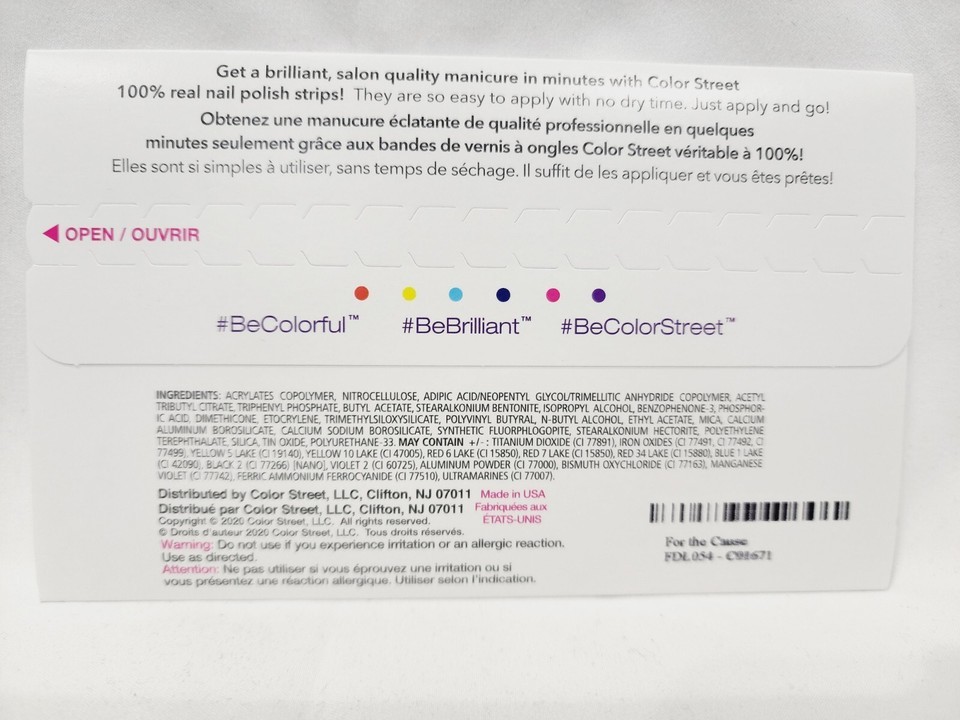 Get a brilliant, salon quality manicure in minutes with Color Street
100% real nail polish strips! They are so easy to apply with no dry time. Just apply and go!
Obtenez une manucure éclatante de qualité professionnelle en quelques
minutes seulement grâce aux bandes de vernis à ongles Color Street véritable à 100%!
Elles sont si simples à utiliser, sans temps de séchage. Il suffit de les appliquer et vous êtes prêtes!
OPEN / OUVRIR
#BeColorful™ #BeBrilliant™ #BeColorStreet™
INGREDIENTS: ACRYLATES COPOLYMER, NITROCELLULOSE, ADIPIC ACID/NEOPENTYL GLYCOL/TRIMELLITIC ANHYDRIDE COPOLYMER, ACETYL
TRIBUTYL CITRATE, TRIPHENYL PHOSPHATE, BUTYL ACETATE, STEARALKONIUM BENTONITE, ISOPROPYL ALCOHOL, BENZOPHENONE-3, PHOSPHOR-
IC ACID, DIMETHICONE, ETOCRYLENE, TRIMETHYLSILOXYSILICATE, POLYVINYL BUTYRAL, N-BUTYL ALCOHOL, ETHYL ACETATE, MICA, CALCIUM
ALUMINUM BOROSILICATE, CALCIUM SODIUM BOROSILICATE, SYNTHETIC FLUORPHLOGOPITE, STEARALKONIUM HECTORITE, POLYETHYLENE
TEREPHTHALATE, SILICA, TIN OXIDE, POLYURETHANE-33. MAY CONTAIN +/- : TITANIUM DIOXIDE (CI 77891), IRON OXIDES (CI 77491, CI 77492, CI
77499), YELLOW 5 LAKE (CI 19140), YELLOW 10 LAKE (CI 47005), RED 6 LAKE (CI 15850), RED 7 LAKE (CI 15850), RED 34 LAKE (CI 15880), BLUE 1 LAKE
(CI 42090), BLACK 2 (CI 77266) [NANO], VIOLET 2 (CI 60725), ALUMINUM POWDER (CI 77000), BISMUTH OXYCHLORIDE (CI 77163), MANGANESE
VIOLET (CI 77742), FERRIC AMMONIUM FERROCYANIDE (CI 77510), ULTRAMARINES (CI 77007).
Distributed by Color Street, LLC, Clifton, NJ 07011 Made in USA
Distribué par Color Street, LLC, Clifton, NJ 07011 Fabriquées aux
ÉTATS-UNIS
Copyright © 2020 Color Street, LLC. All rights reserved.
© Droits d'auteur 2020 Color Street, LLC. Tous droits réservés.
Warning: Do not use if you experience irritation or an allergic reaction.
Use as directed.
Attention: Ne pas utiliser si vous éprouvez une irritation ou si
vous présentez une réaction allergique. Utiliser selon l'indication.
For the Cause
FDL054 - C01671